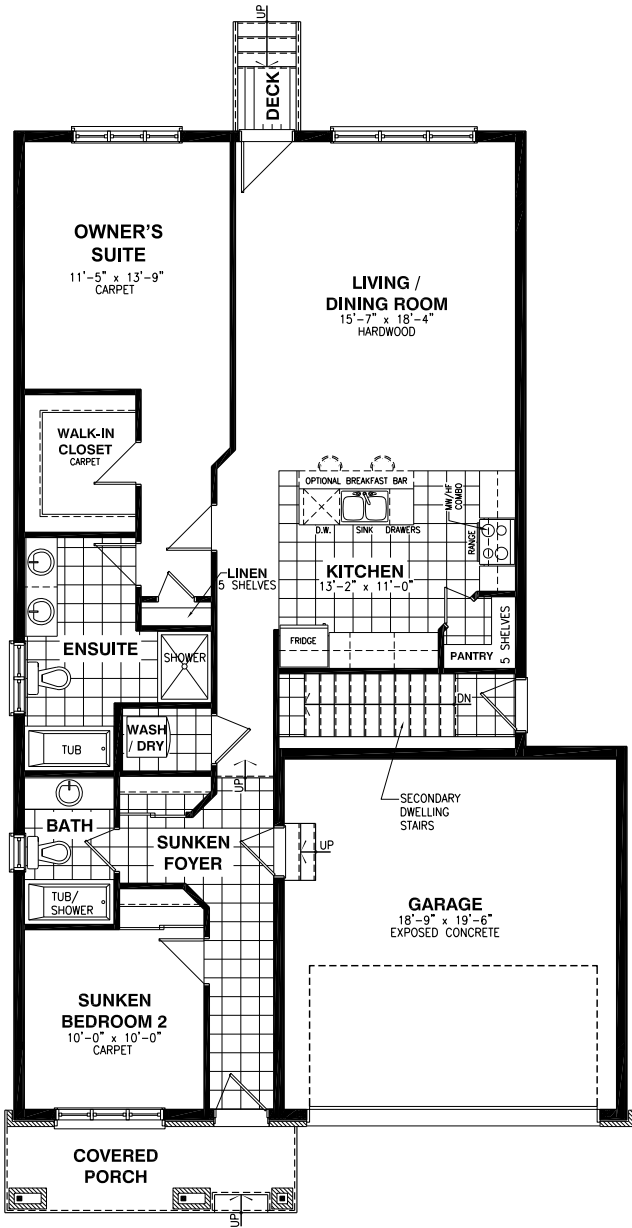 UP
DECK
OWNER'S
SUITE
11'-5" x 13'-9"
CARPET
LIVING /
DINING ROOM
15'-7" x 18'-4"
HARDWOOD
WALK-IN
CLOSET
CARPET
OPTIONAL BREAKFAST BAR
D.W.
SINK
DRAWERS
MW/HF
COMBO
RANGE
KITCHEN
13'-2" x 11'-0"
LINEN
5 SHELVES
ENSUITE
SHOWER
FRIDGE
PANTRY
5 SHELVES
DN
WASH
/ DRY
TUB
UP
SECONDARY
DWELLING
STAIRS
BATH
SUNKEN
FOYER
UP
TUB/
SHOWER
GARAGE
18'-9" x 19'-6"
EXPOSED CONCRETE
SUNKEN
BEDROOM 2
10'-0" x 10'-0"
CARPET
COVERED
PORCH
UP